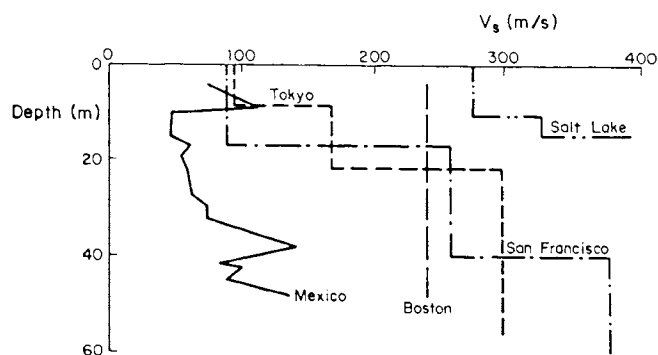 Vs (m/s)
0 100 200 300 400
0
Tokyo
Depth (m)
Salt Lake
20
San Francisco
40
Mexico
Boston
60